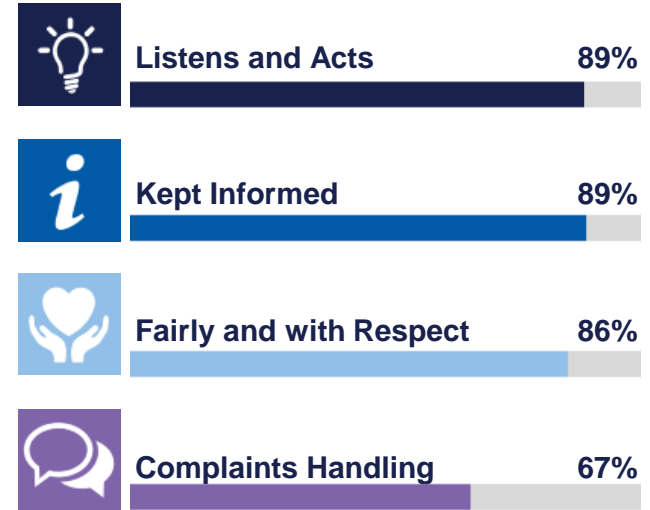 Listens and Acts 89%
Kept Informed 89%
Fairly and with Respect 86%
Complaints Handling 67%